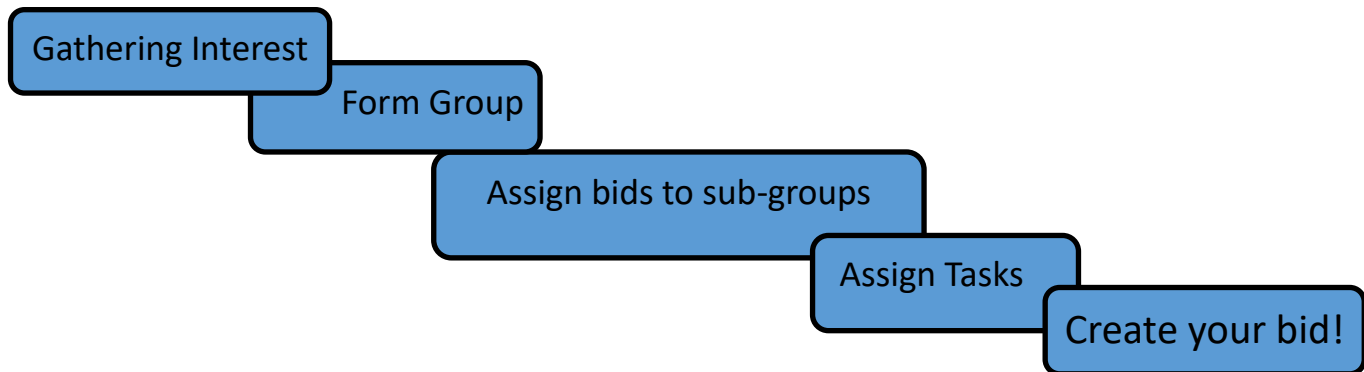 Gathering Interest
Form Group
Assign bids to sub-groups
Assign Tasks
Create your bid!